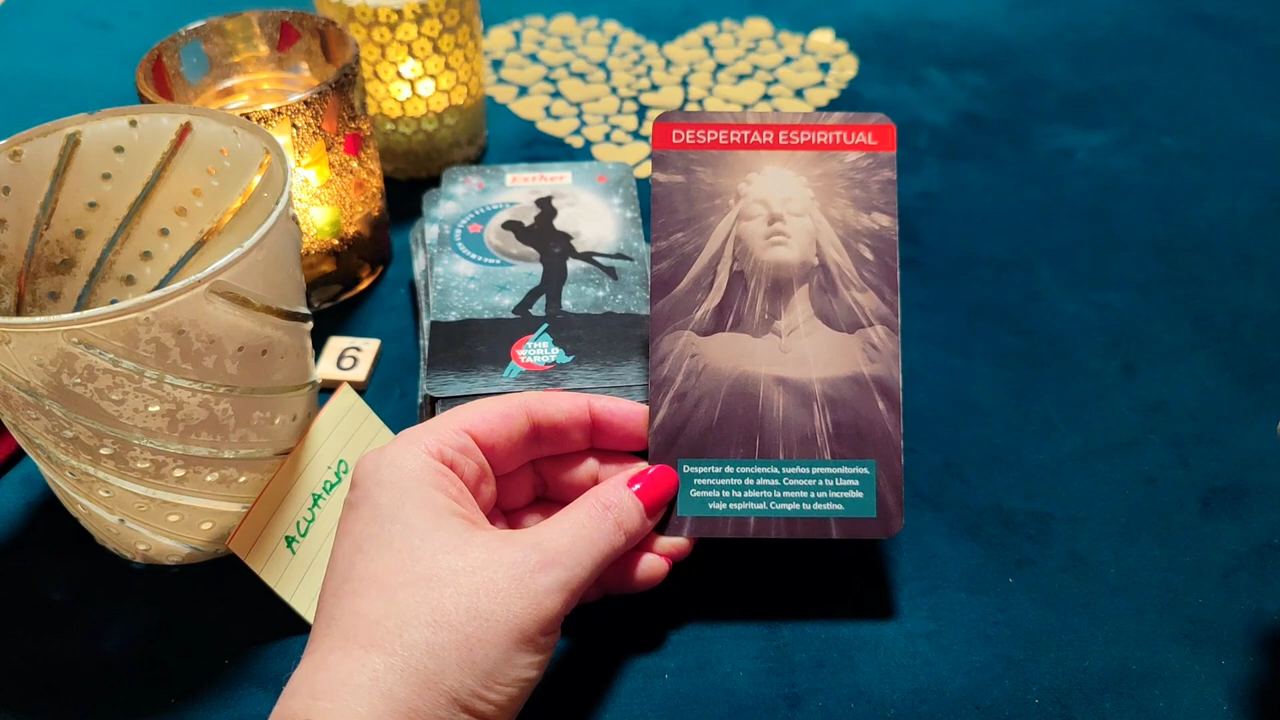 DESPERTAR ESPIRITUAL
Esther
THE
WORLD
TAROT
6
ACUARIO
Despertar de conciencia, sueños premonitorios,
reencuentro de almas. Conocer a tu Llama
Gemela te ha abierto la mente a un increíble
viaje espiritual. Cumple tu destino.